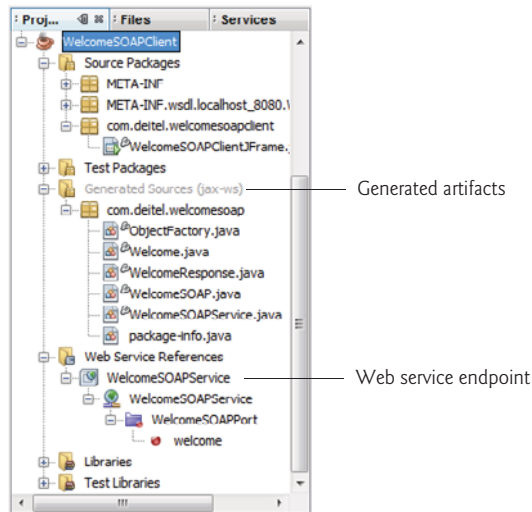 Proj... Files Services
WelcomeSOAPClient
Source Packages
META-INF
META-INF.wsdl.localhost_8080.
com.deitel.welcomesoapclient
WelcomeSOAPClientJFrame.
Test Packages
Generated Sources (jax-ws) Generated artifacts
com.deitel.welcomesoap
ObjectFactory.java
Welcome.java
WelcomeResponse.java
WelcomeSOAP.java
WelcomeSOAPService.java
package-info.java
Web Service References
WelcomeSOAPService Web service endpoint
WelcomeSOAPService
WelcomeSOAPPort
welcome
Libraries
Test Libraries